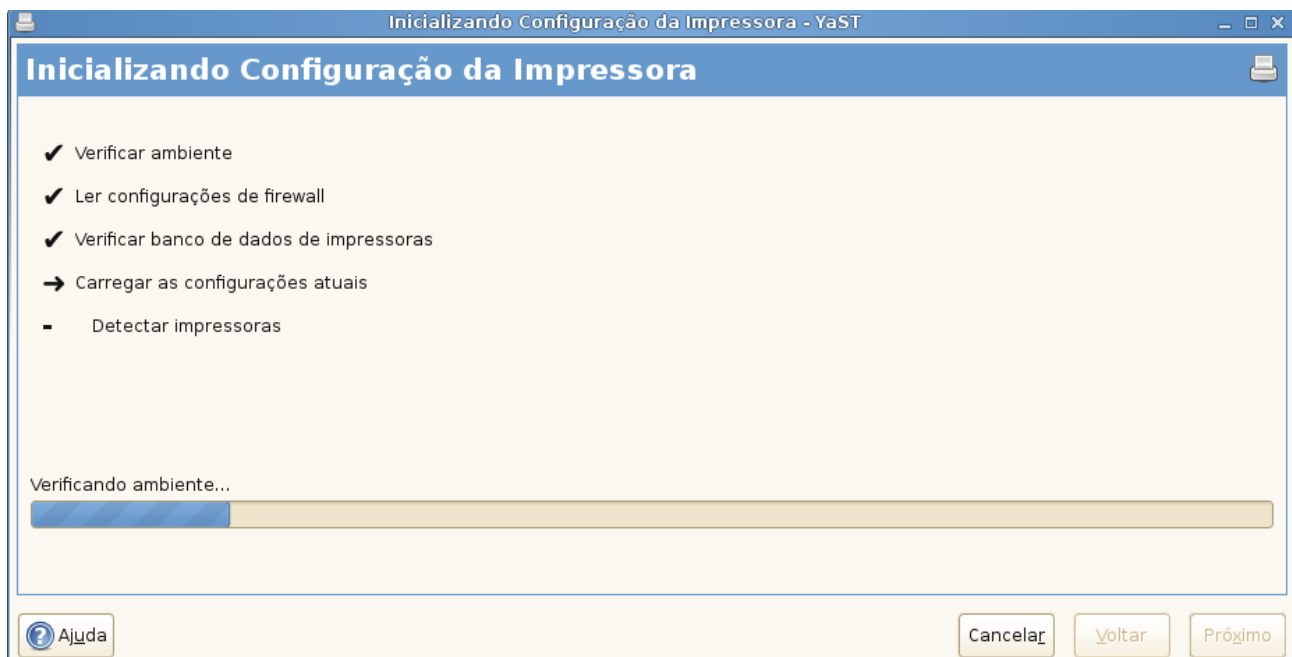 Inicializando Configuração da Impressora - YaST
Inicializando Configuração da Impressora
✔ Verificar ambiente
✔ Ler configurações de firewall
✔ Verificar banco de dados de impressoras
➜ Carregar as configurações atuais
- Detectar impressoras
Verificando ambiente...
Ajuda Cancelar Voltar Próximo